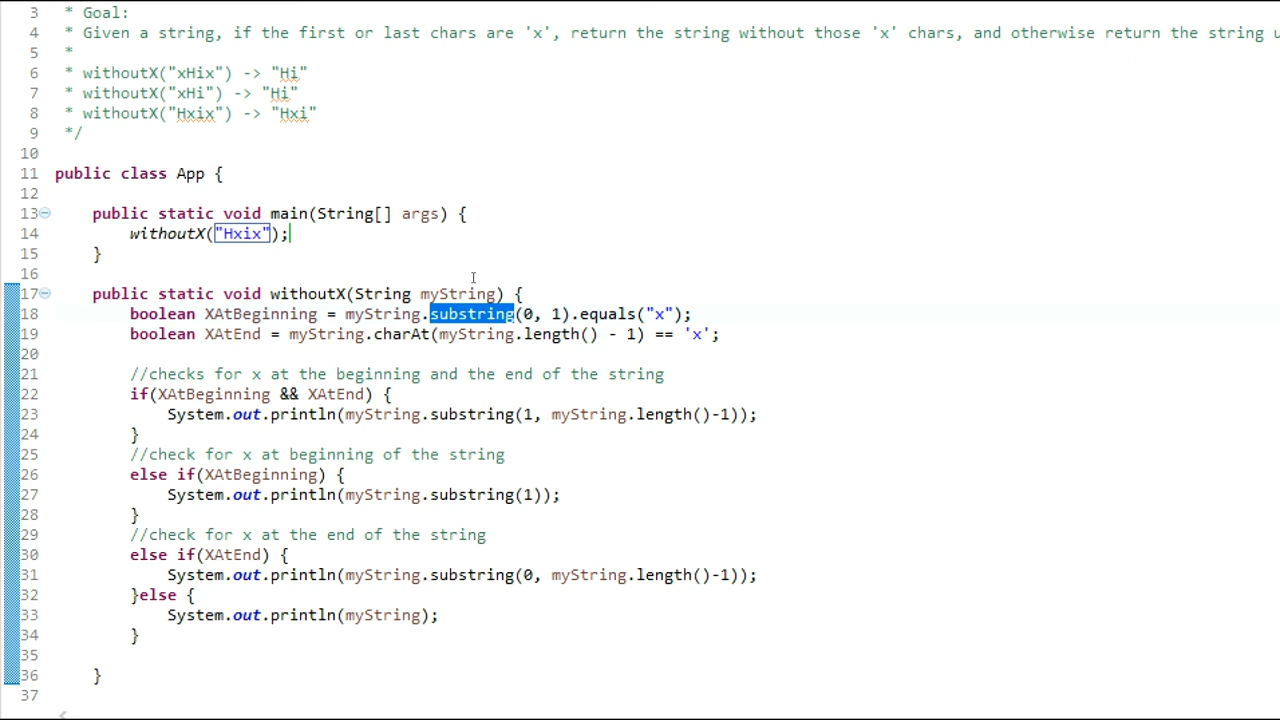 3 * Goal:
4 * Given a string, if the first or last chars are 'x', return the string without those 'x' chars, and otherwise return the string u
5 *
6 * withoutX("xHix") -> "Hi"
7 * withoutX("xHi") -> "Hi"
8 * withoutX("Hxix") -> "Hxi"
9 */
10
11 public class App {
12
13 public static void main(String[] args) {
14 withoutX("Hxix");
15 }
16
17 public static void withoutX(String myString) {
18 boolean XAtBeginning = myString.substring(0, 1).equals("x");
19 boolean XAtEnd = myString.charAt(myString.length() - 1) == 'x';
20
21 //checks for x at the beginning and the end of the string
22 if(XAtBeginning && XAtEnd) {
23 System.out.println(myString.substring(1, myString.length()-1));
24 }
25 //check for x at beginning of the string
26 else if(XAtBeginning) {
27 System.out.println(myString.substring(1));
28 }
29 //check for x at the end of the string
30 else if(XAtEnd) {
31 System.out.println(myString.substring(0, myString.length()-1));
32 }else {
33 System.out.println(myString);
34 }
35
36 }
37